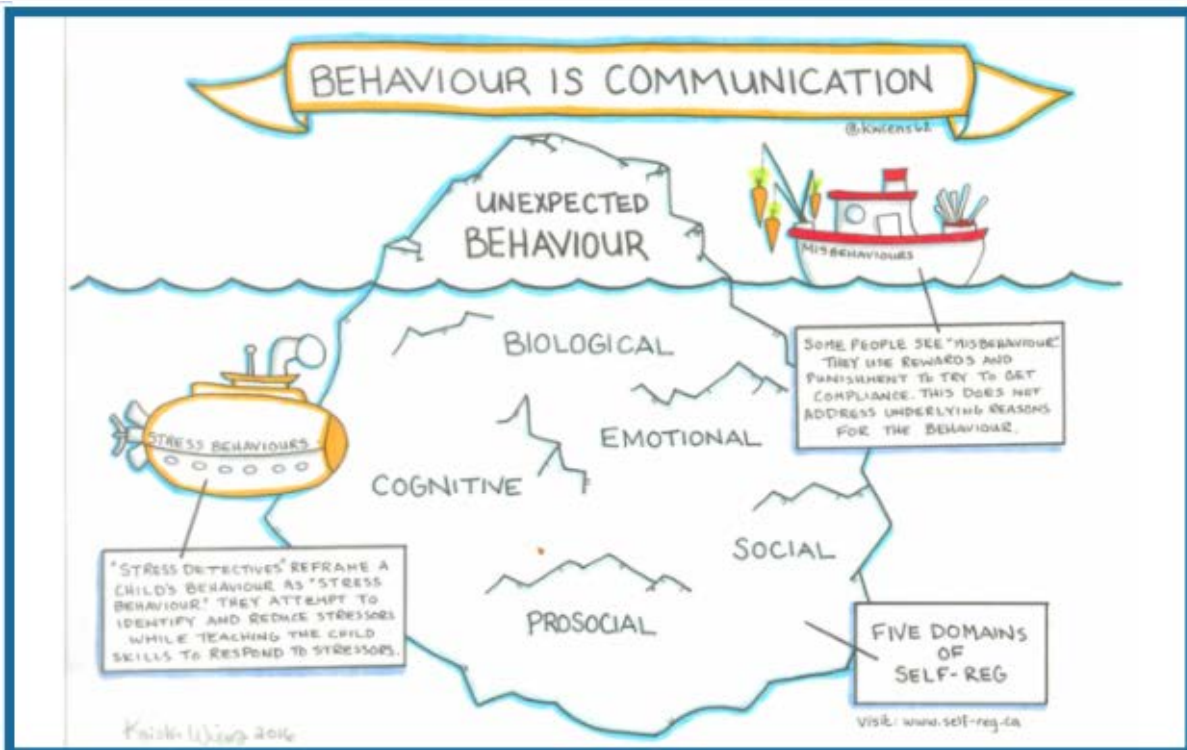 BEHAVIOUR IS COMMUNICATION
UNEXPECTED
BEHAVIOUR
MISBEHAVIOURS
BIOLOGICAL
SOME PEOPLE SEE "MISBEHAVIOUR"
THEY USE REWARDS AND
PUNISHMENT TO TRY TO GET
COMPLIANCE. THIS DOES NOT
ADDRESS UNDERLYING REASONS
FOR THE BEHAVIOUR.
EMOTIONAL
STRESS BEHAVIOURS
COGNITIVE
SOCIAL
"STRESS DETECTIVES" REFRAME A
CHILD'S BEHAVIOUR AS "STRESS
BEHAVIOUR." THEY ATTEMPT TO
IDENTIFY AND REDUCE STRESSORS
WHILE TEACHING THE CHILD
SKILLS TO RESPOND TO STRESSORS.
PROSOCIAL
FIVE DOMAINS
OF
SELF-REG
Visit: www.self-reg.ca
2016